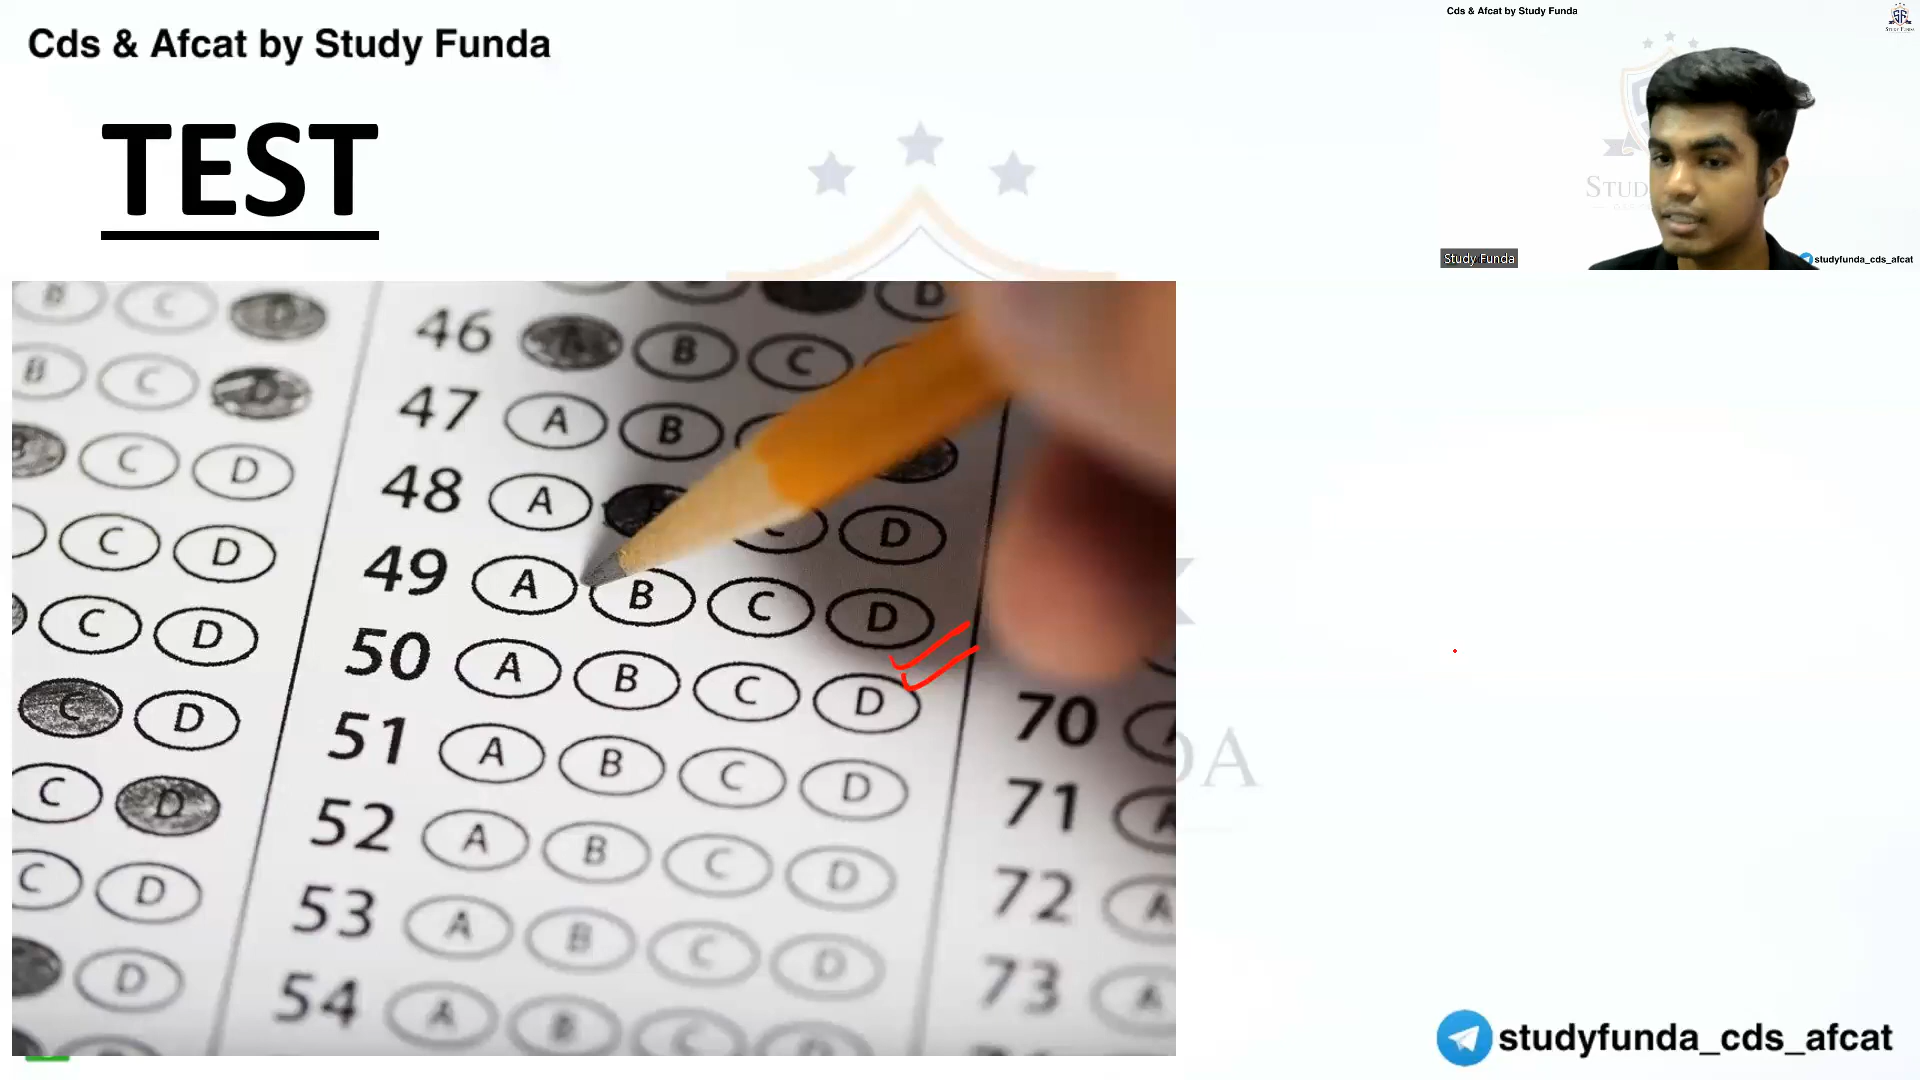 Cds & Afcat by Study Funda
Cds & Afcat by Study Funda
TEST
Study Funda
studyfunda_cds_afcat
B C D
46 A B C
B C D
47 A B
C D
48 A C D
C D
49 A B C D
C D
50 A B C D
C D
51 A B C D
70
C D
52 A B C D
71 A
C D
53 A B C D
72 A
D
54 A B
73 A
DA
studyfunda_cds_afcat